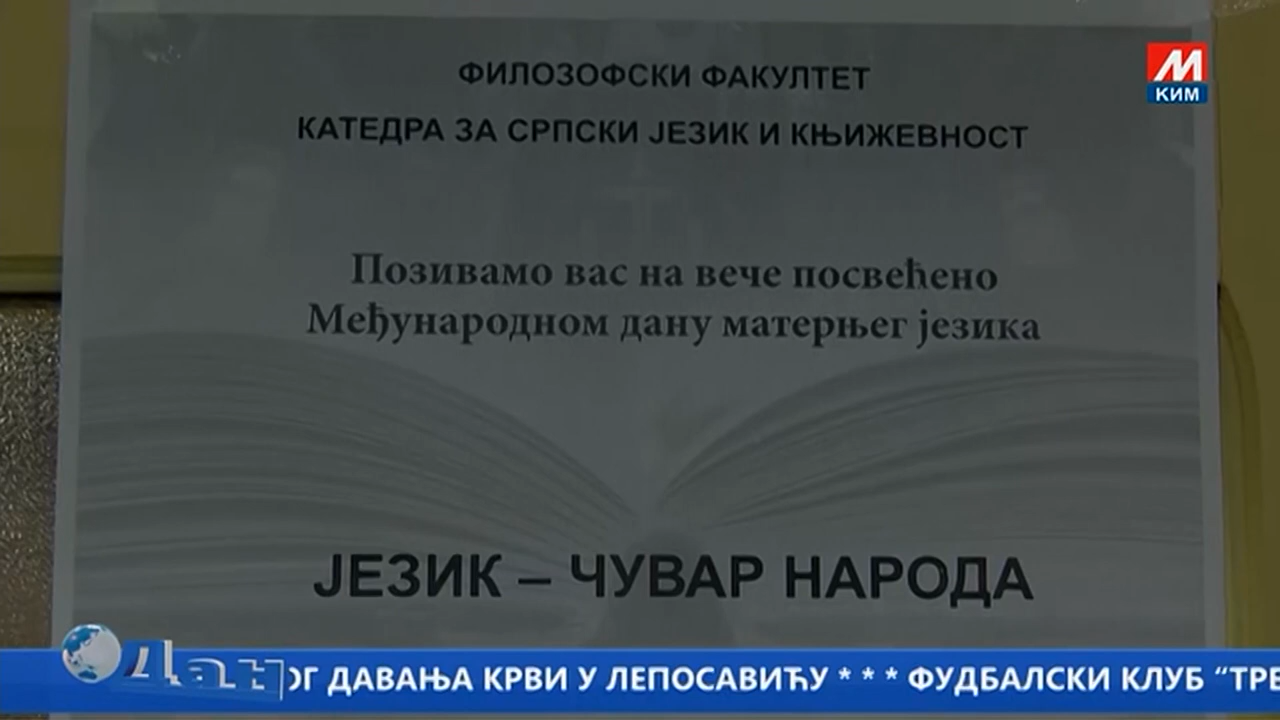 ФИЛОЗОФСКИ ФАКУЛТЕТ
КАТЕДРА ЗА СРПСКИ ЈЕЗИК И КЊИЖЕВНОСТ
М
КИМ
Позивамо вас на вече посвећено
Међународном дану матерњег језика
ЈЕЗИК – ЧУВАР НАРОДА
ДАВАЊА КРВИ У ЛЕПОСАВИЋУ * * * ФУДБАЛСКИ КЛУБ